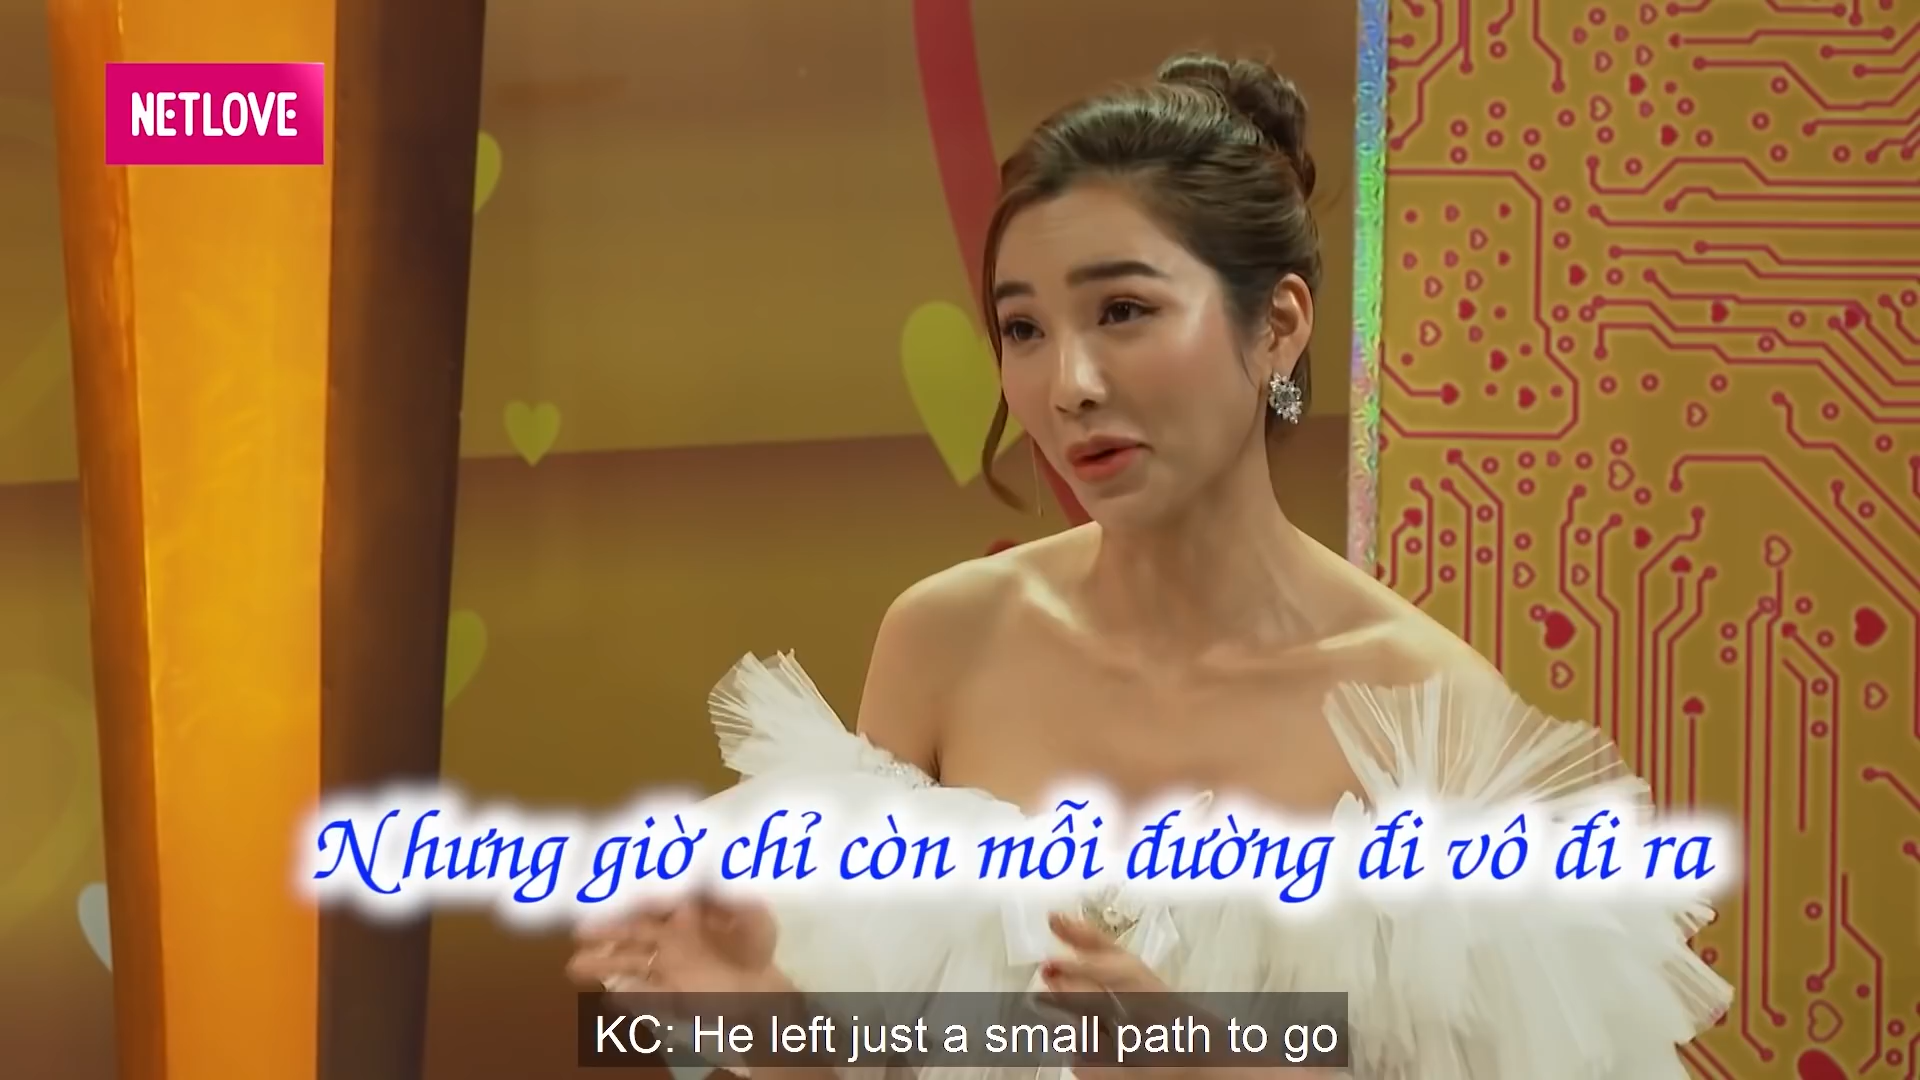 NETLOVE
Nhưng giờ chỉ còn mỗi đường đi vô đi ra
KC: He left just a small path to go